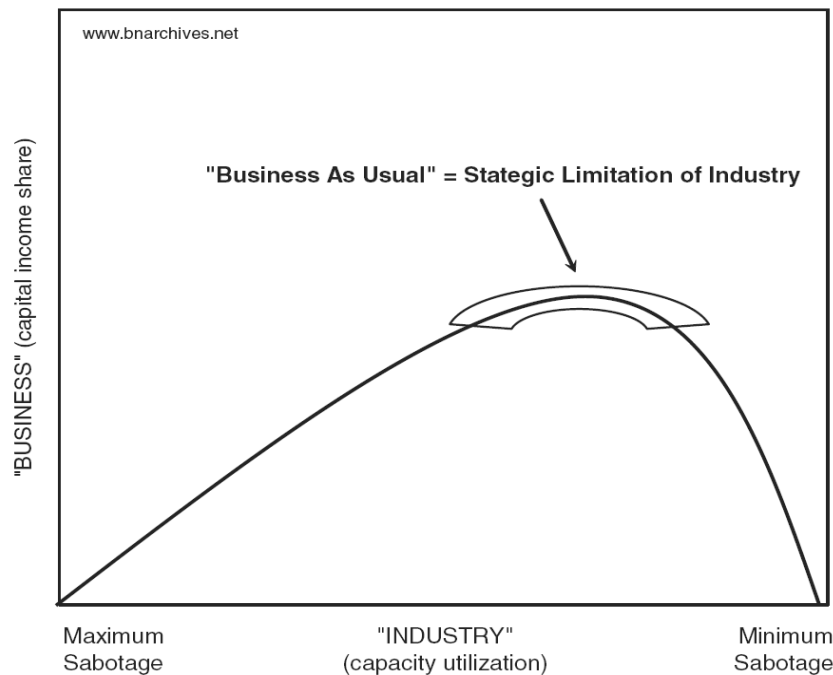 www.bnarchives.net
"BUSINESS" (capital income share)
"Business As Usual" = Stategic Limitation of Industry
Maximum
Sabotage
"INDUSTRY"
(capacity utilization)
Minimum
Sabotage